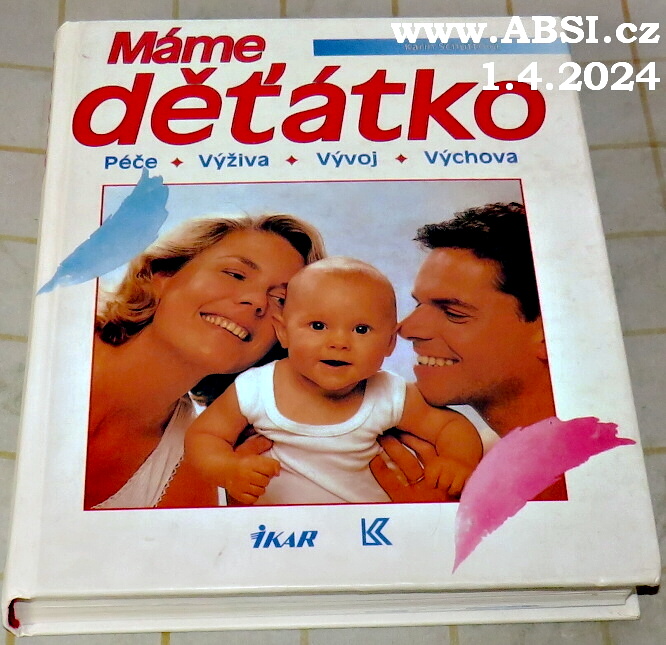 www.ABSI.cz
1.4.2024
Máme
děťátko
Péče ✦ Výživa ✦ Vývoj ✦ Výchova
IKAR